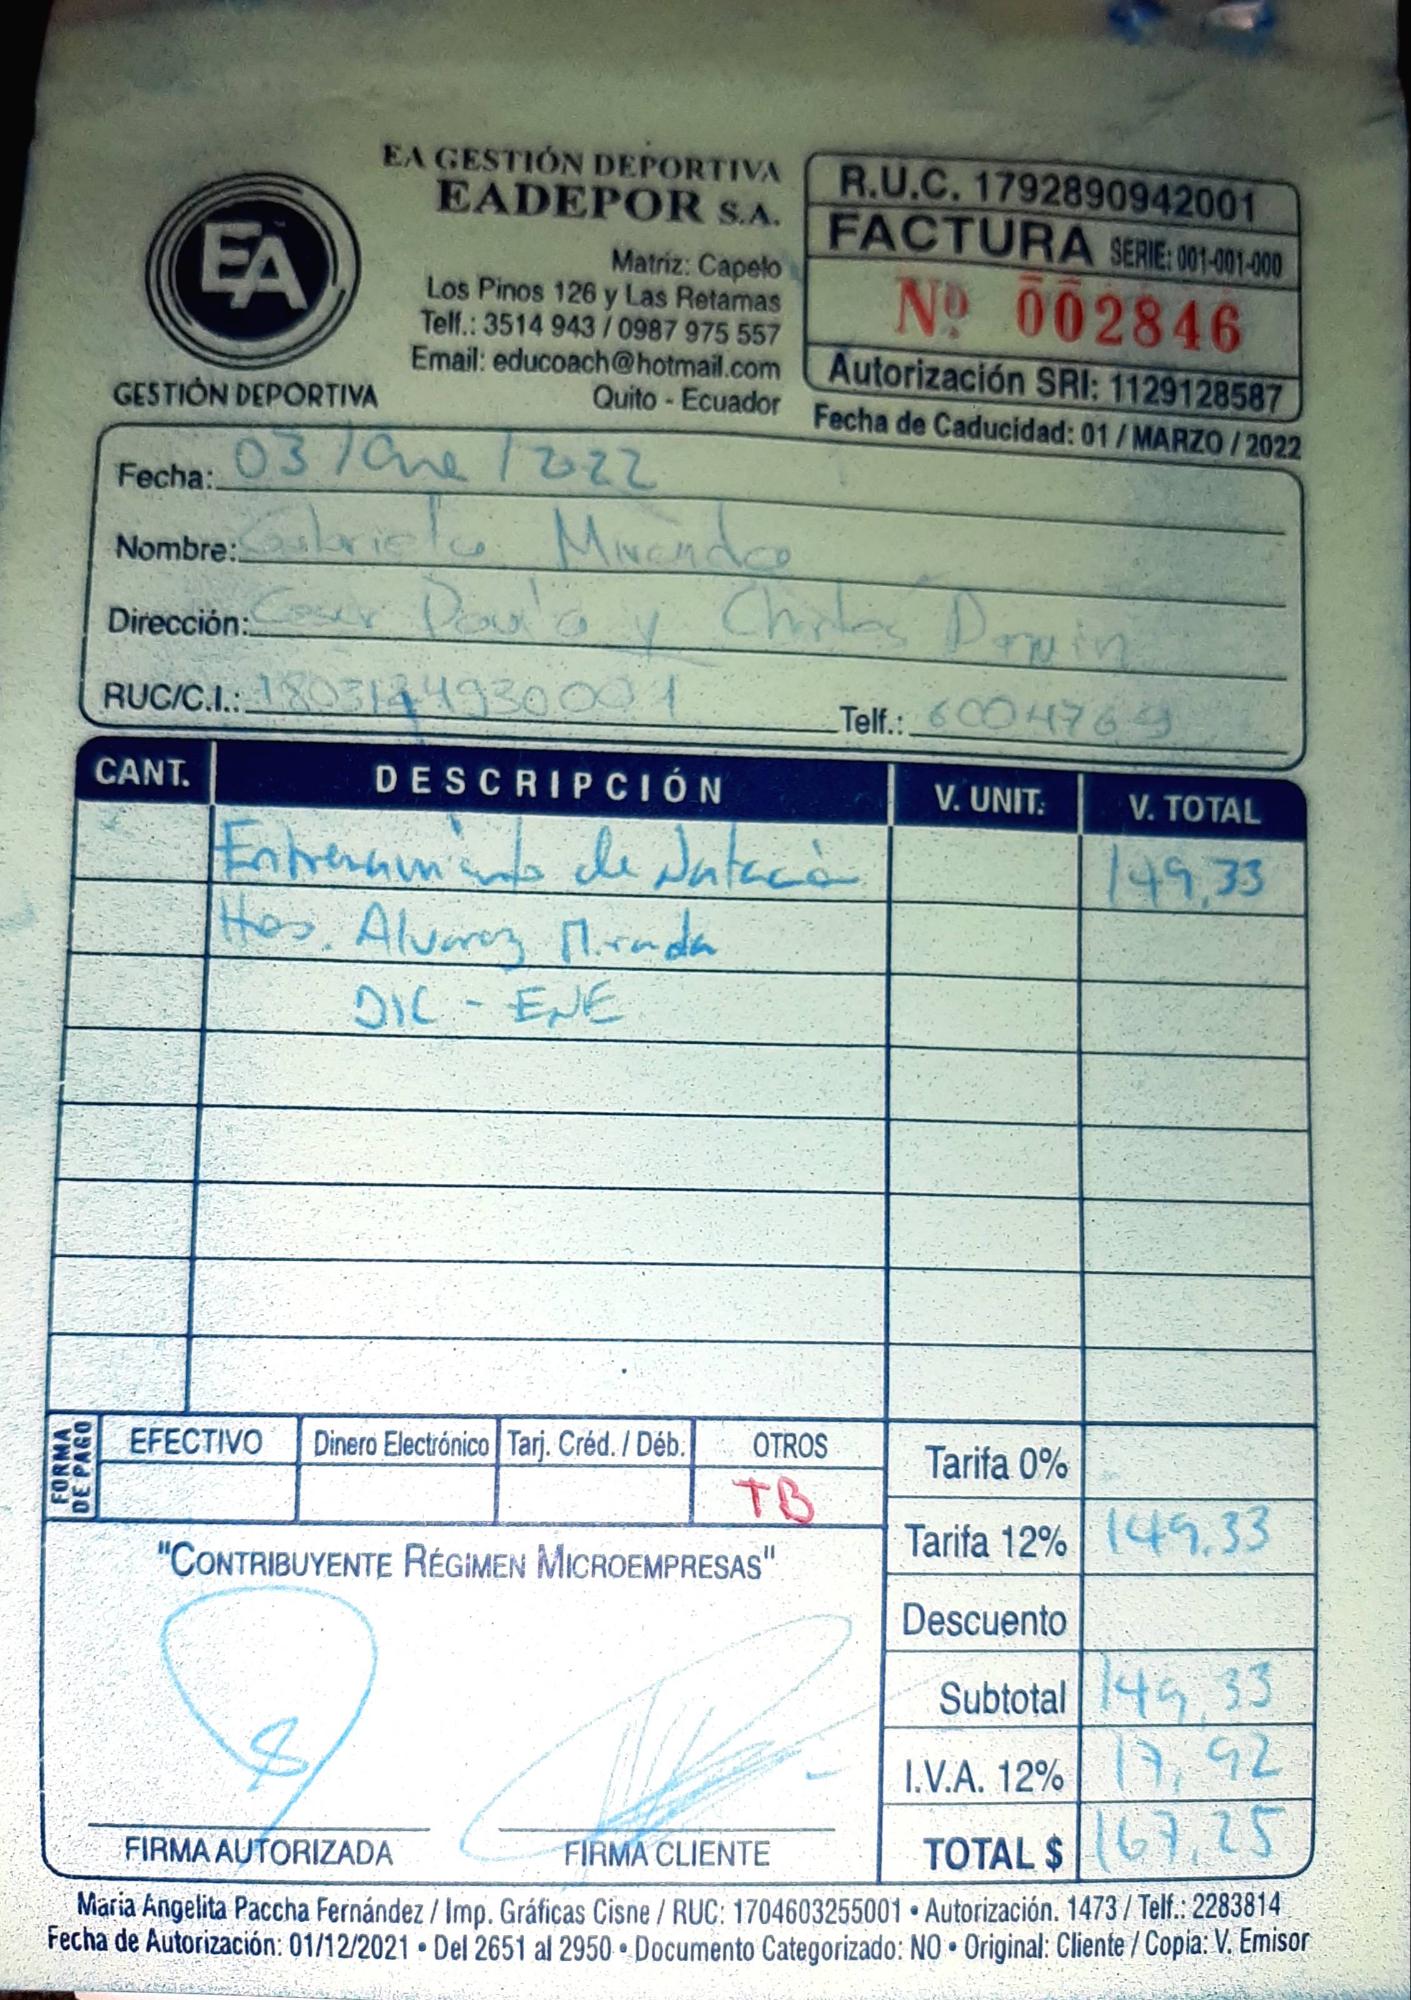 EA GESTIÓN DEPORTIVA
EADEPOR S.A.
Matriz: Capelo
Los Pinos 126 y Las Retamas
Telf.: 3514 943 / 0987 975 557
Email: educoach@hotmail.com
Quito - Ecuador
EA
GESTIÓN DEPORTIVA
R.U.C. 1792890942001
FACTURA SERIE: 001-001-000
Nº 002846
Autorización SRI: 1129128587
Fecha de Caducidad: 01 / MARZO / 2022
Fecha: 03 / Ene / 2022
Nombre: Gabriela Miranda
Dirección: y Charles Darwin
RUC/C.I.: Telf.: 6004769
CANT. DESCRIPCIÓN V. UNIT. V. TOTAL
Entrenamiento de Natación 149,33
Hnos. Alvarez Miranda
DIC - ENE
FORMA DE PAGO
EFECTIVO Dinero Electrónico Tarj. Créd. / Déb. OTROS
TB
Tarifa 0%
Tarifa 12% 149,33
Descuento
Subtotal 149,33
I.V.A. 12% 17,92
TOTAL $ 167,25
"CONTRIBUYENTE RÉGIMEN MICROEMPRESAS"
FIRMA AUTORIZADA FIRMA CLIENTE
Maria Angelita Paccha Fernández / Imp. Gráficas Cisne / RUC: 1704603255001 • Autorización. 1473 / Telf.: 2283814
Fecha de Autorización: 01/12/2021 • Del 2651 al 2950 • Documento Categorizado: NO • Original: Cliente / Copia: V. Emisor